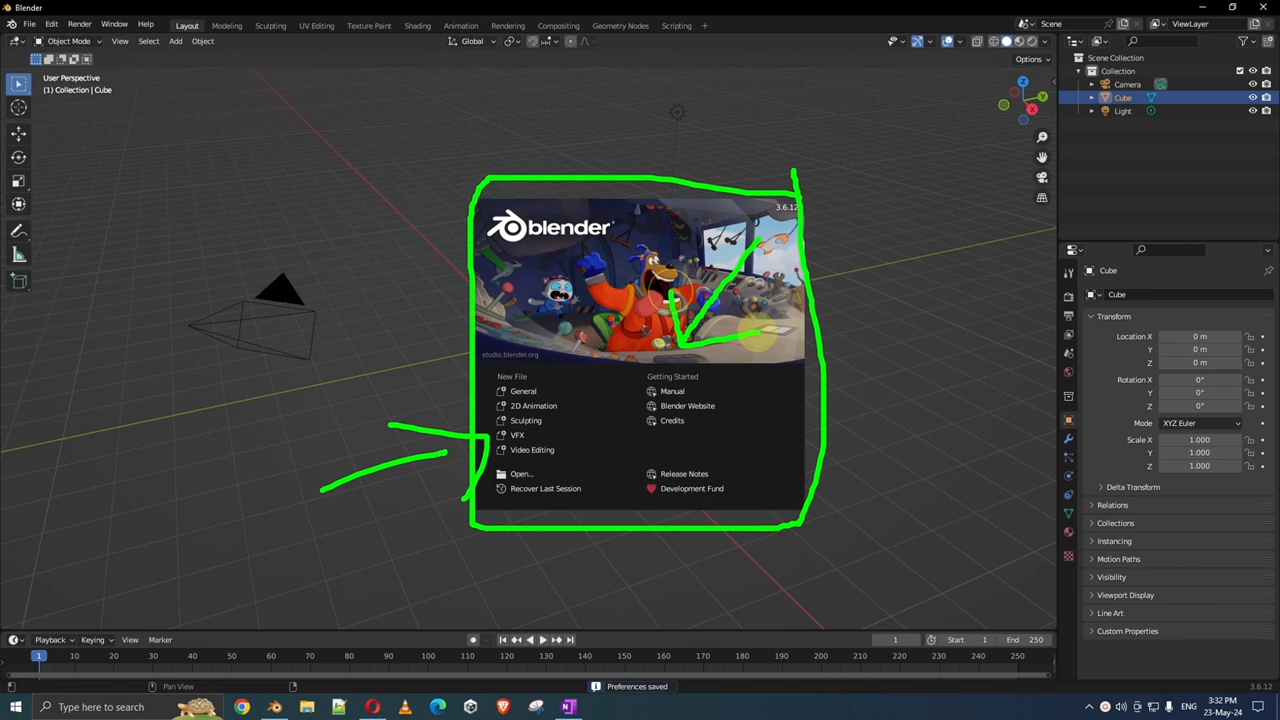 Blender
File Edit Render Window Help Layout Modeling Sculpting UV Editing Texture Paint Shading Animation Rendering Compositing Geometry Nodes Scripting + Scene ViewLayer
Object Mode View Select Add Object Global
Options
User Perspective
(1) Collection | Cube
Z
Y
X
Scene Collection
Collection
Camera
Cube
Light
3.6.12
blender
studio.blender.org
New File
General
2D Animation
Sculpting
VFX
Video Editing
Open...
Recover Last Session
Getting Started
Manual
Blender Website
Credits
Release Notes
Development Fund
Cube
Cube
Transform
Location X 0 m
Y 0 m
Z 0 m
Rotation X 0°
Y 0°
Z 0°
Mode XYZ Euler
Scale X 1.000
Y 1.000
Z 1.000
Delta Transform
Relations
Collections
Instancing
Motion Paths
Visibility
Viewport Display
Line Art
Custom Properties
Playback Keying View Marker 1 Start 1 End 250
1 10 20 30 40 50 60 70 80 90 100 110 120 130 140 150 160 170 180 190 200 210 220 230 240 250
Pan View Preferences saved 3.6.12
Type here to search ENG 3:32 PM
23-May-24